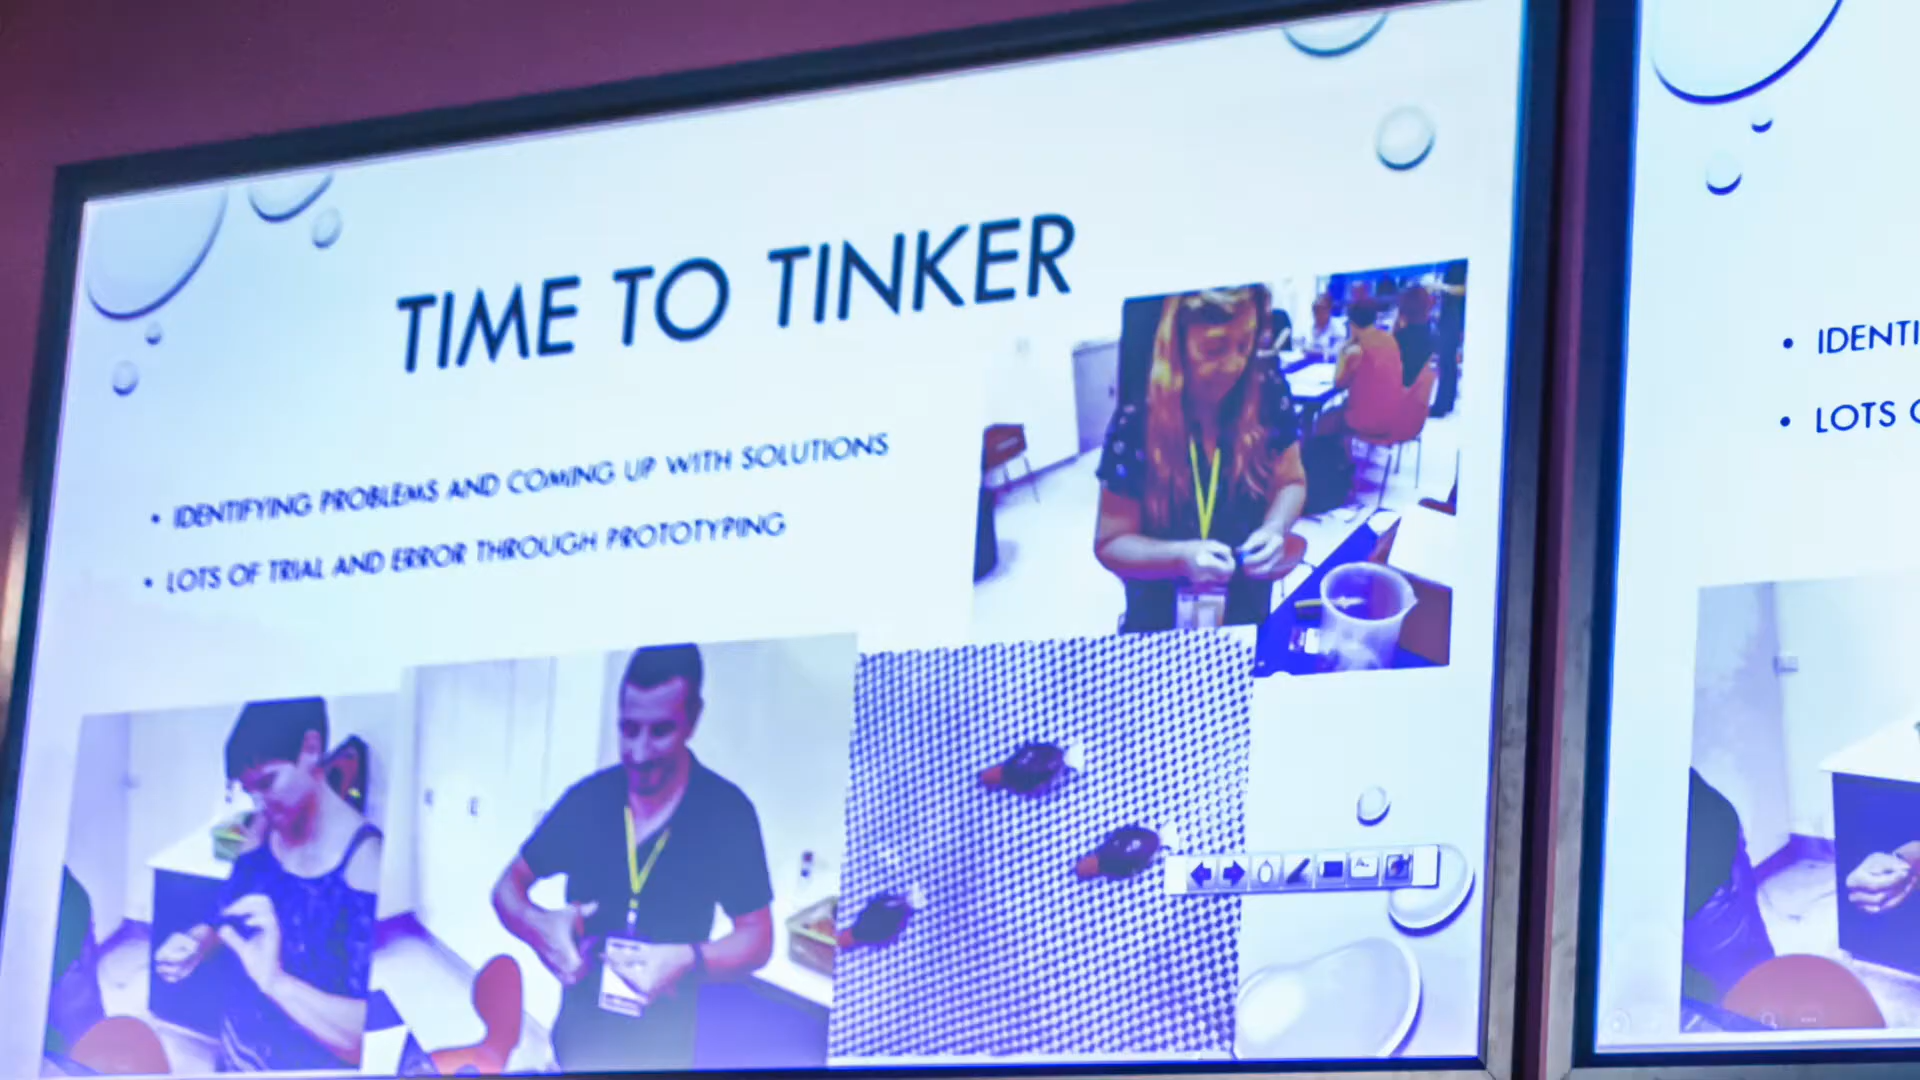 TIME TO TINKER
• IDENTIFYING PROBLEMS AND COMING UP WITH SOLUTIONS
• LOTS OF TRIAL AND ERROR THROUGH PROTOTYPING
• IDENTI
• LOTS